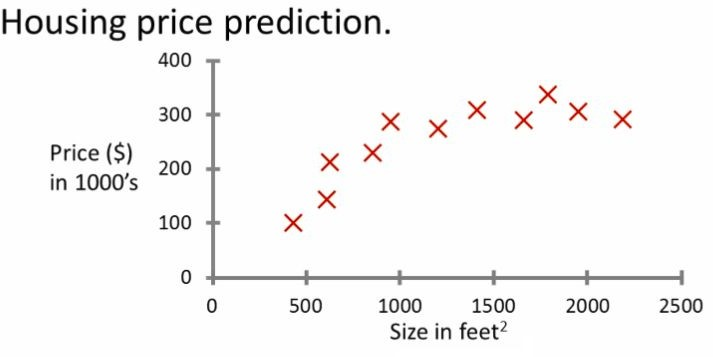 Housing price prediction.
400
300
Price ($)
in 1000's
200
100
0
0 500 1000 1500 2000 2500
Size in feet²